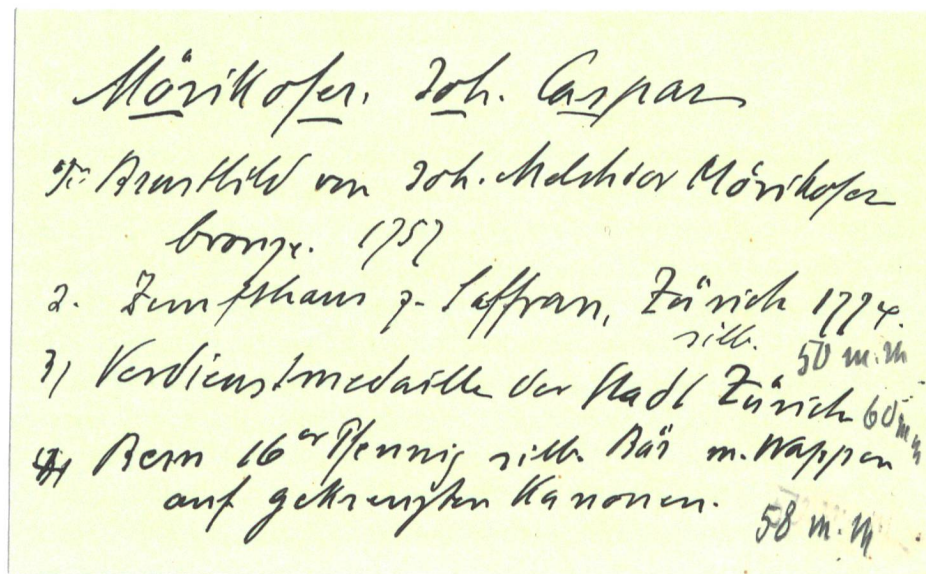 Mörikofer. Joh. Caspar
Brustbild von Joh. Melchior Mörikofer
bronze. 1757
2. Zunfthaus z. Saffran, Zürich 1774.
silb. 50 m.m
3) Verdienstmedaille der Stadt Zürich 60 mm
4) Bern 16er Pfennig silb. Bär m. Wappen
auf gekreuzten Kanonen.
58 m.m